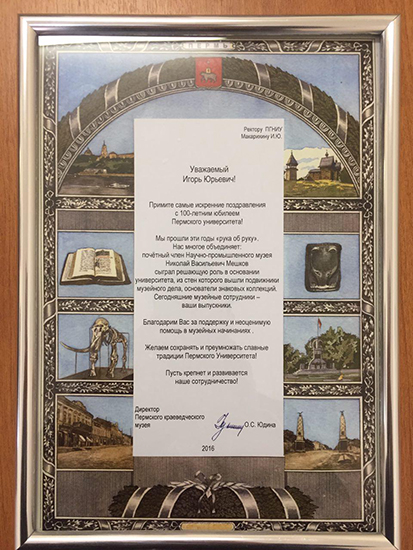 ПЕРМЬ
Ректору ПГНИУ
Макарихину И.Ю.
Уважаемый
Игорь Юрьевич!
Примите самые искренние поздравления
с 100-летним юбилеем
Пермского университета!
Мы прошли эти годы «рука об руку».
Нас многое объединяет:
почётный член Научно-промышленного музея
Николай Васильевич Мешков
сыграл решающую роль в основании
университета, из стен которого вышли подвижники
музейного дела, основатели знаковых коллекций.
Сегодняшние музейные сотрудники –
ваши выпускники.
Благодарим Вас за поддержку и неоценимую
помощь в музейных начинаниях .
Желаем сохранять и преумножать славные
традиции Пермского Университета!
Пусть крепнет и развивается
наше сотрудничество!
Директор
Пермского краеведческого
музея О.С. Юдина
2016